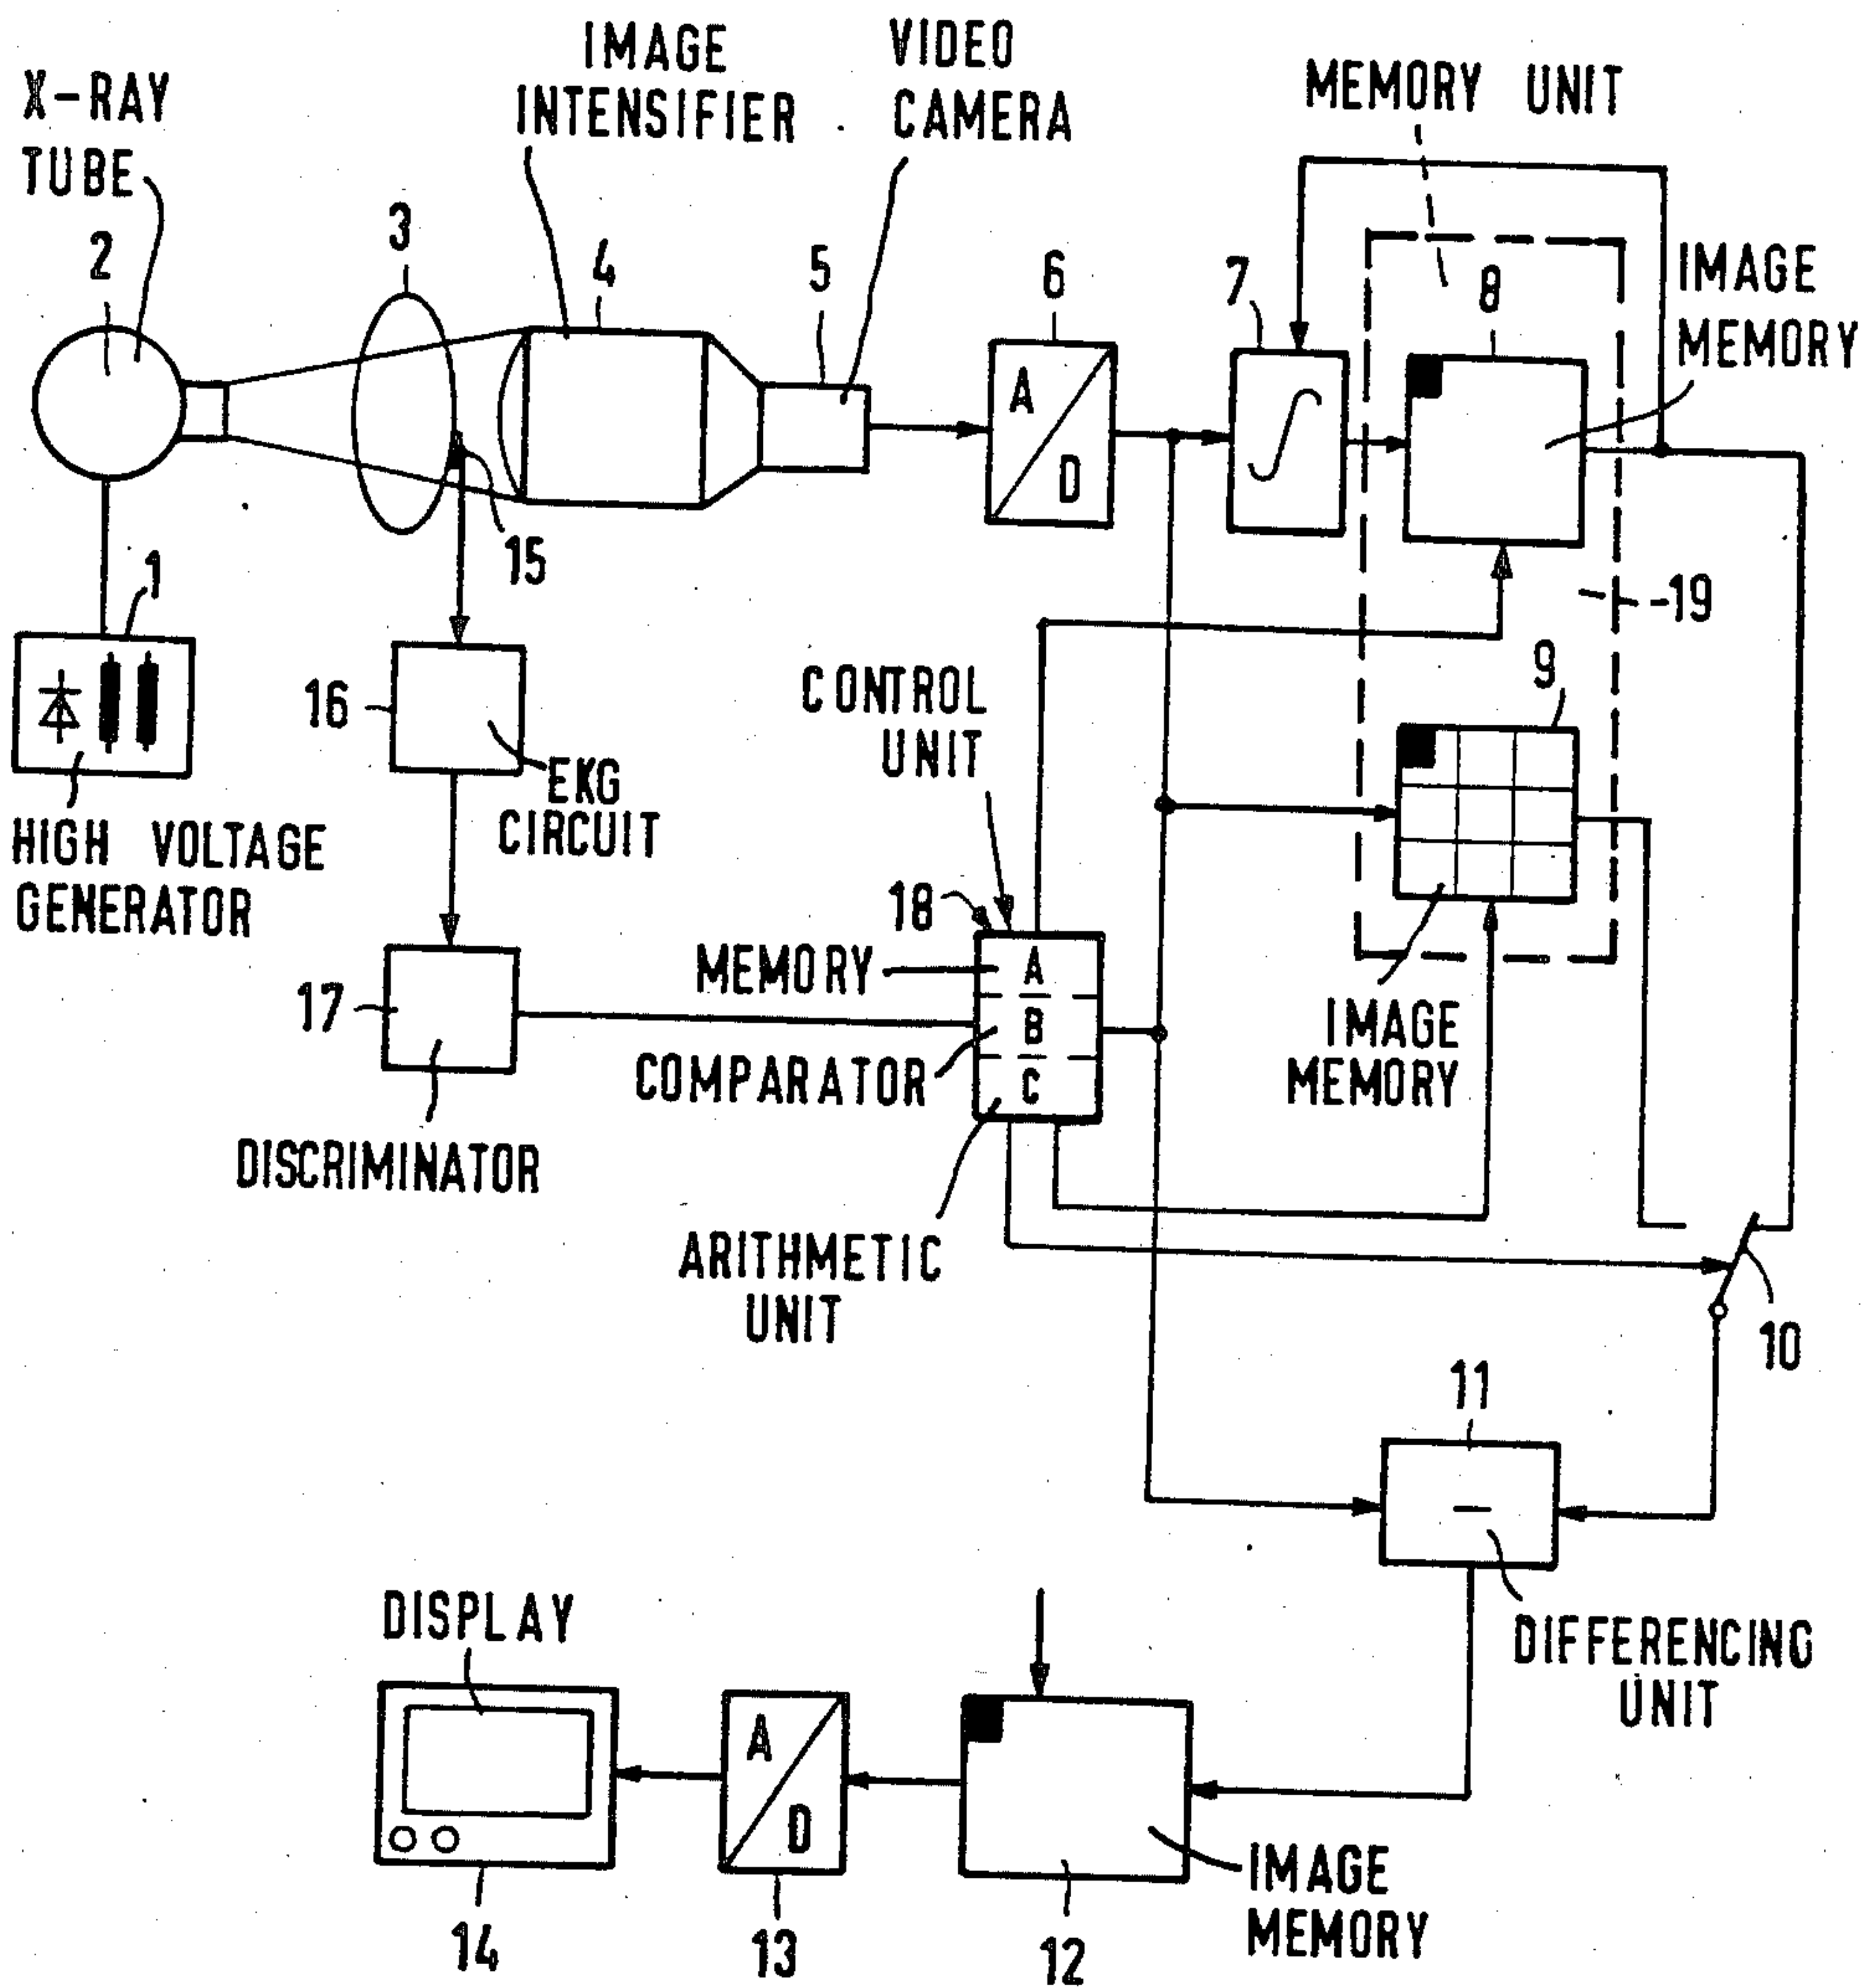 IMAGE
INTENSIFIER
VIDEO
CAMERA
X-RAY
TUBE
MEMORY UNIT
2
3
4
5
6
7
8
IMAGE
MEMORY
A
D
15
19
1
16
EKG
CIRCUIT
CONTROL
UNIT
9
HIGH VOLTAGE
GENERATOR
18
MEMORY
A
B
C
17
COMPARATOR
IMAGE
MEMORY
DISCRIMINATOR
ARITHMETIC
UNIT
10
11
-
DIFFERENCING
UNIT
DISPLAY
A
D
IMAGE
MEMORY
14
13
12